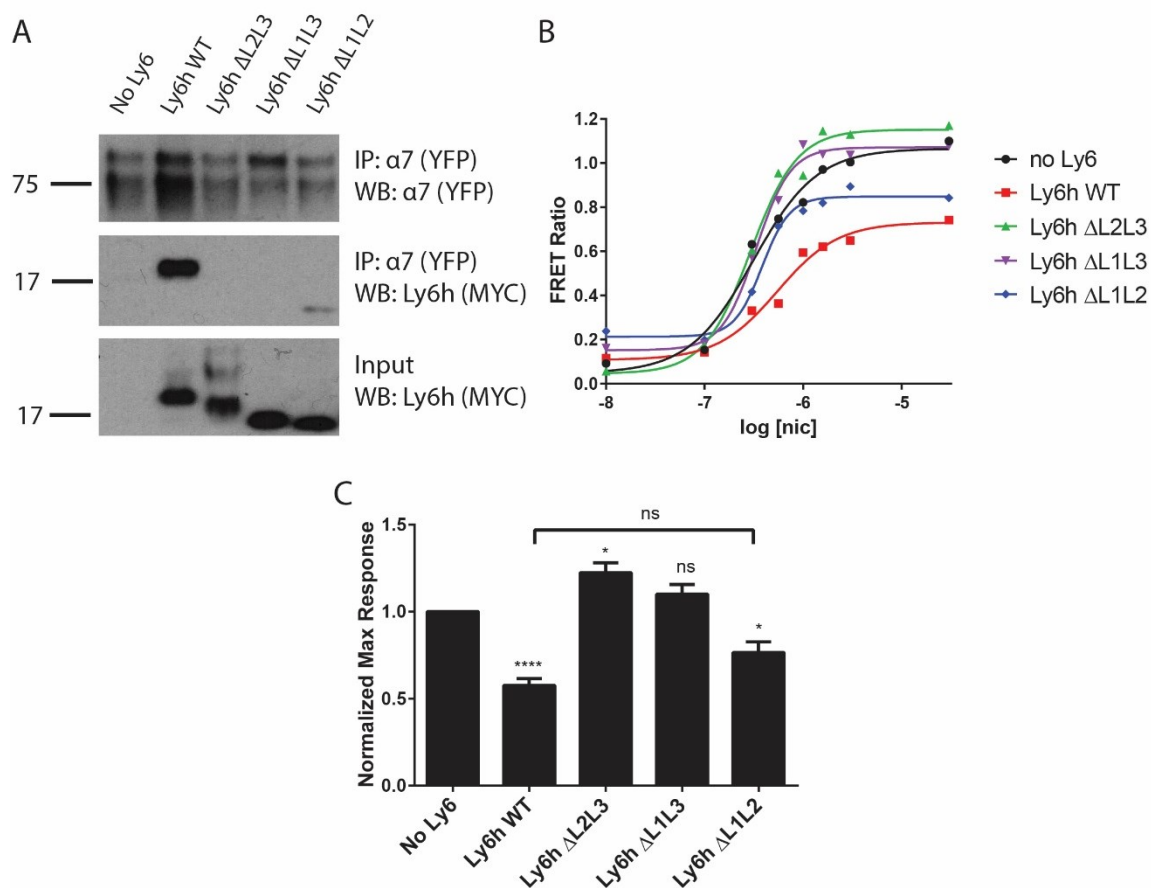 A
No Ly6
Ly6h WT
Ly6h ΔL2L3
Ly6h ΔL1L3
Ly6h ΔL1L2
75
IP: α7 (YFP)
WB: α7 (YFP)
17
IP: α7 (YFP)
WB: Ly6h (MYC)
17
Input
WB: Ly6h (MYC)
B
FRET Ratio
1.2
1.0
0.8
0.6
0.4
0.2
0.0
-8
-7
-6
-5
log [nic]
no Ly6
Ly6h WT
Ly6h ΔL2L3
Ly6h ΔL1L3
Ly6h ΔL1L2
C
Normalized Max Response
1.5
1.0
0.5
0.0
ns
****
*
ns
*
No Ly6
Ly6h WT
Ly6h ΔL2L3
Ly6h ΔL1L3
Ly6h ΔL1L2